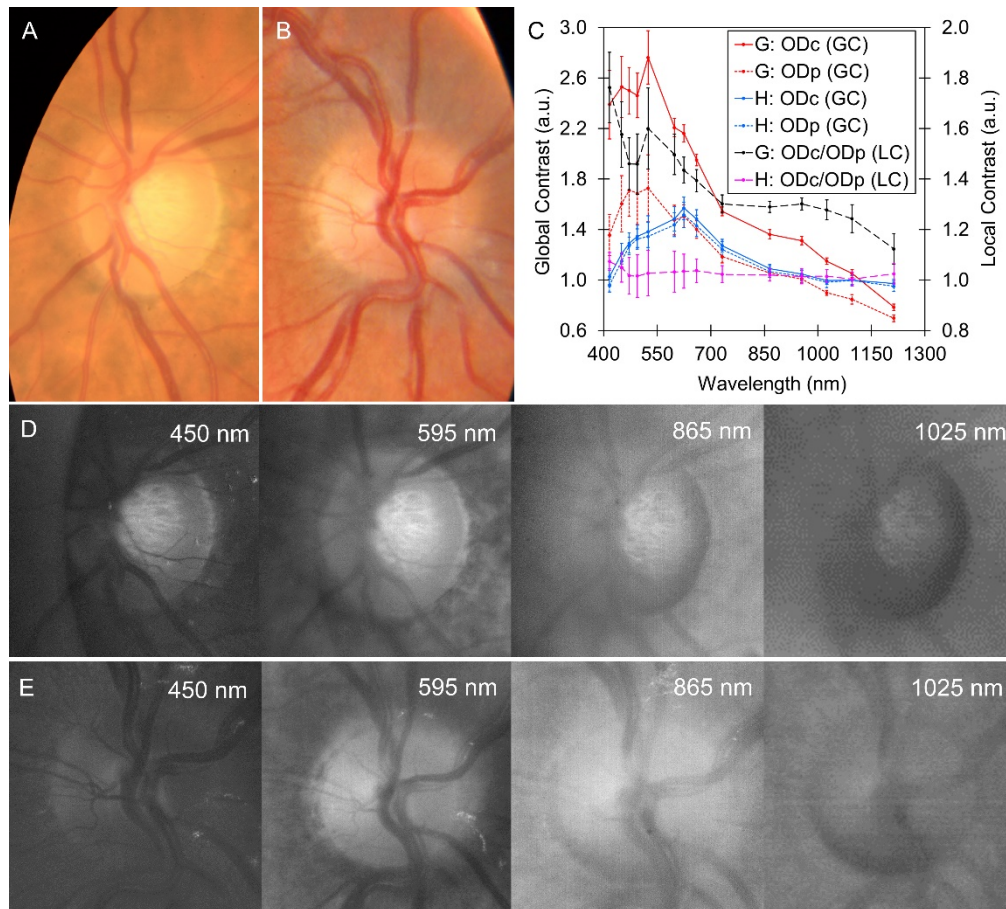 A
B
C
Global Contrast (a.u.)
3.0
2.6
2.2
1.8
1.4
1.0
0.6
G: ODc (GC)
G: ODp (GC)
H: ODc (GC)
H: ODp (GC)
G: ODc/ODp (LC)
H: ODc/ODp (LC)
2.0
1.8
1.6
1.4
1.2
1.0
0.8
Local Contrast (a.u.)
400 550 700 850 1000 1150 1300
Wavelength (nm)
D
450 nm
595 nm
865 nm
1025 nm
E
450 nm
595 nm
865 nm
1025 nm